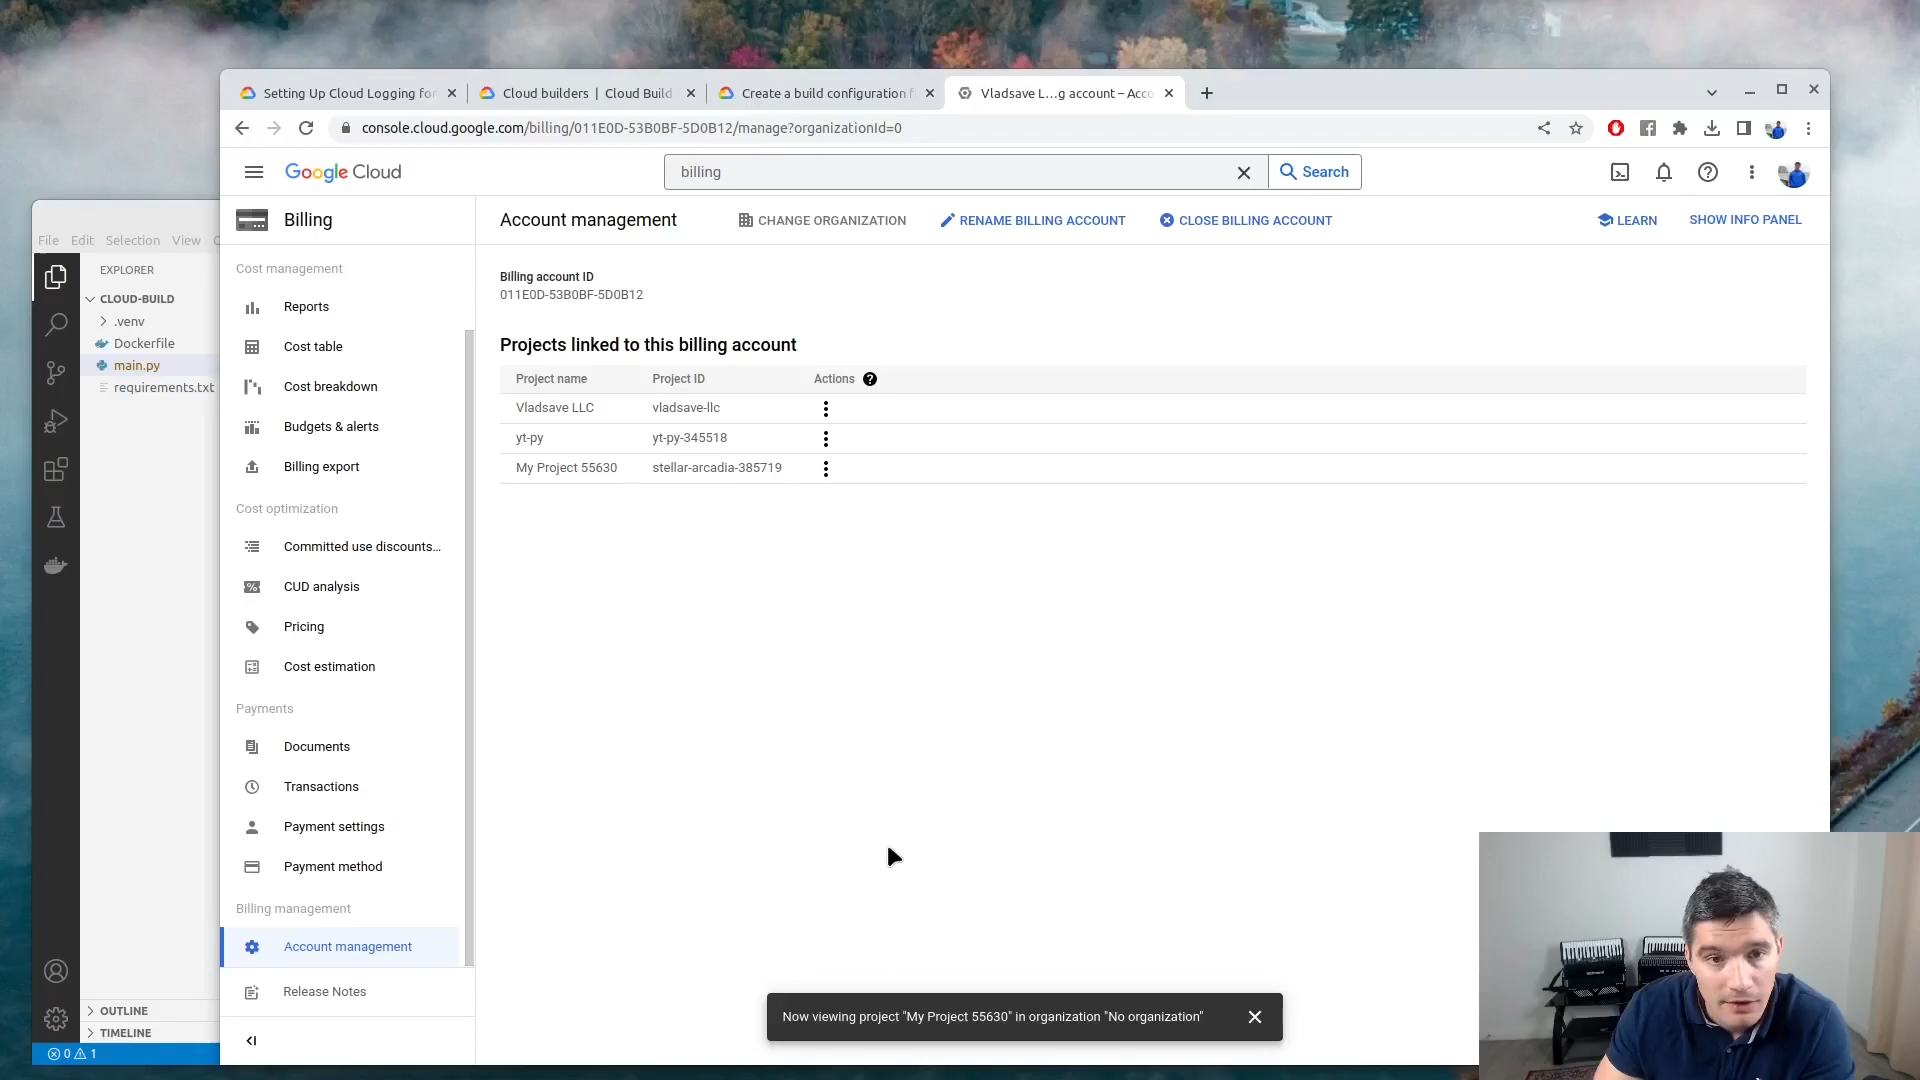 Setting Up Cloud Logging for
Cloud builders | Cloud Build
Create a build configuration f
Vladsave L...g account – Acco
console.cloud.google.com/billing/011E0D-53B0BF-5D0B12/manage?organizationId=0
Google Cloud
billing
Search
File Edit Selection View
EXPLORER
CLOUD-BUILD
.venv
Dockerfile
main.py
requirements.txt
OUTLINE
TIMELINE
0 1
Billing
Cost management
Reports
Cost table
Cost breakdown
Budgets & alerts
Billing export
Cost optimization
Committed use discounts...
CUD analysis
Pricing
Cost estimation
Payments
Documents
Transactions
Payment settings
Payment method
Billing management
Account management
Release Notes
Account management
CHANGE ORGANIZATION
RENAME BILLING ACCOUNT
CLOSE BILLING ACCOUNT
LEARN
SHOW INFO PANEL
Billing account ID
011E0D-53B0BF-5D0B12
Projects linked to this billing account
Project name Project ID Actions
Vladsave LLC vladsave-llc
yt-py yt-py-345518
My Project 55630 stellar-arcadia-385719
Now viewing project "My Project 55630" in organization "No organization"